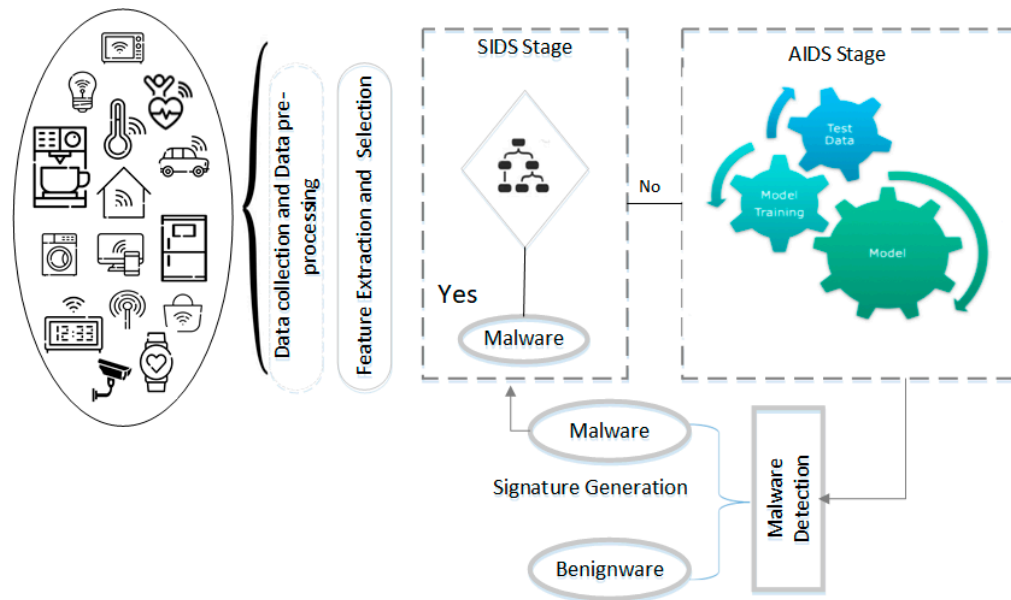 Data collection and Data pre-
processing
Feature Extraction and Selection
SIDS Stage
Yes
Malware
No
AIDS Stage
Test
Data
Model
Training
Model
Malware
Signature Generation
Benignware
Malware
Detection
12:33